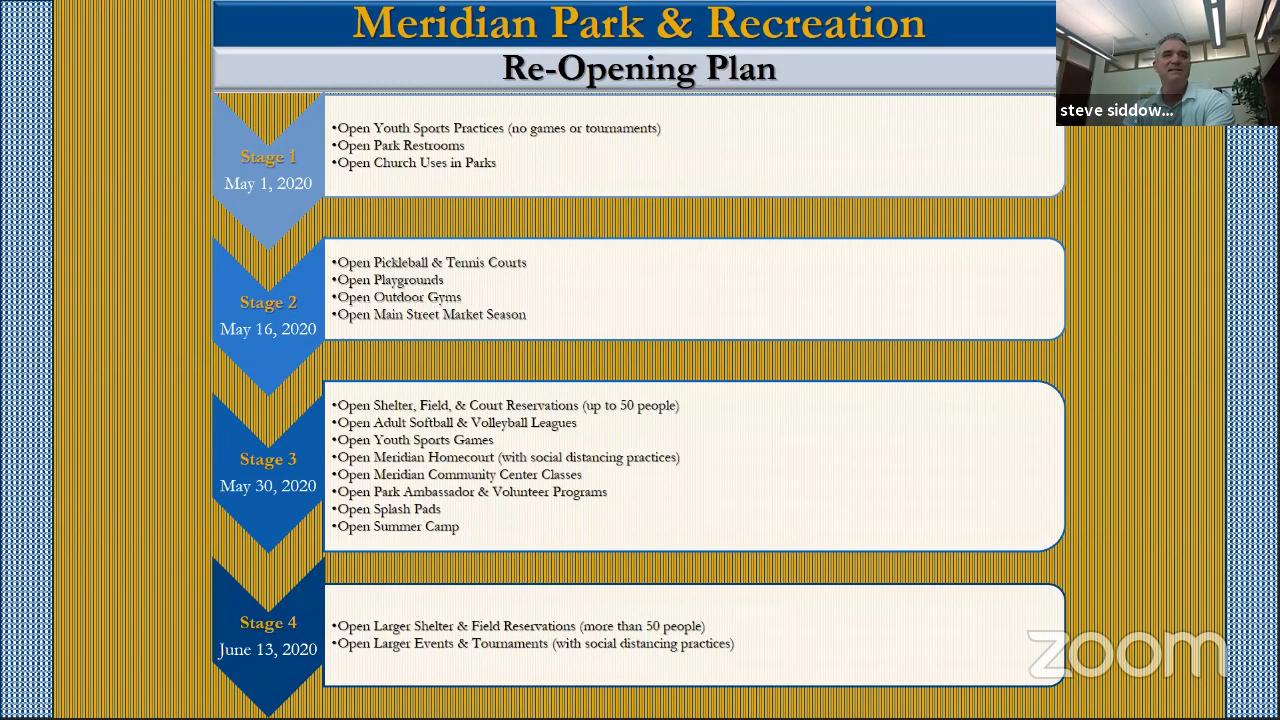 Meridian Park & Recreation
Re-Opening Plan
steve siddow...
Stage 1
May 1, 2020
•Open Youth Sports Practices (no games or tournaments)
•Open Park Restrooms
•Open Church Uses in Parks
Stage 2
May 16, 2020
•Open Pickleball & Tennis Courts
•Open Playgrounds
•Open Outdoor Gyms
•Open Main Street Market Season
Stage 3
May 30, 2020
•Open Shelter, Field, & Court Reservations (up to 50 people)
•Open Adult Softball & Volleyball Leagues
•Open Youth Sports Games
•Open Meridian Homecourt (with social distancing practices)
•Open Meridian Community Center Classes
•Open Park Ambassador & Volunteer Programs
•Open Splash Pads
•Open Summer Camp
Stage 4
June 13, 2020
•Open Larger Shelter & Field Reservations (more than 50 people)
•Open Larger Events & Tournaments (with social distancing practices)
zoom